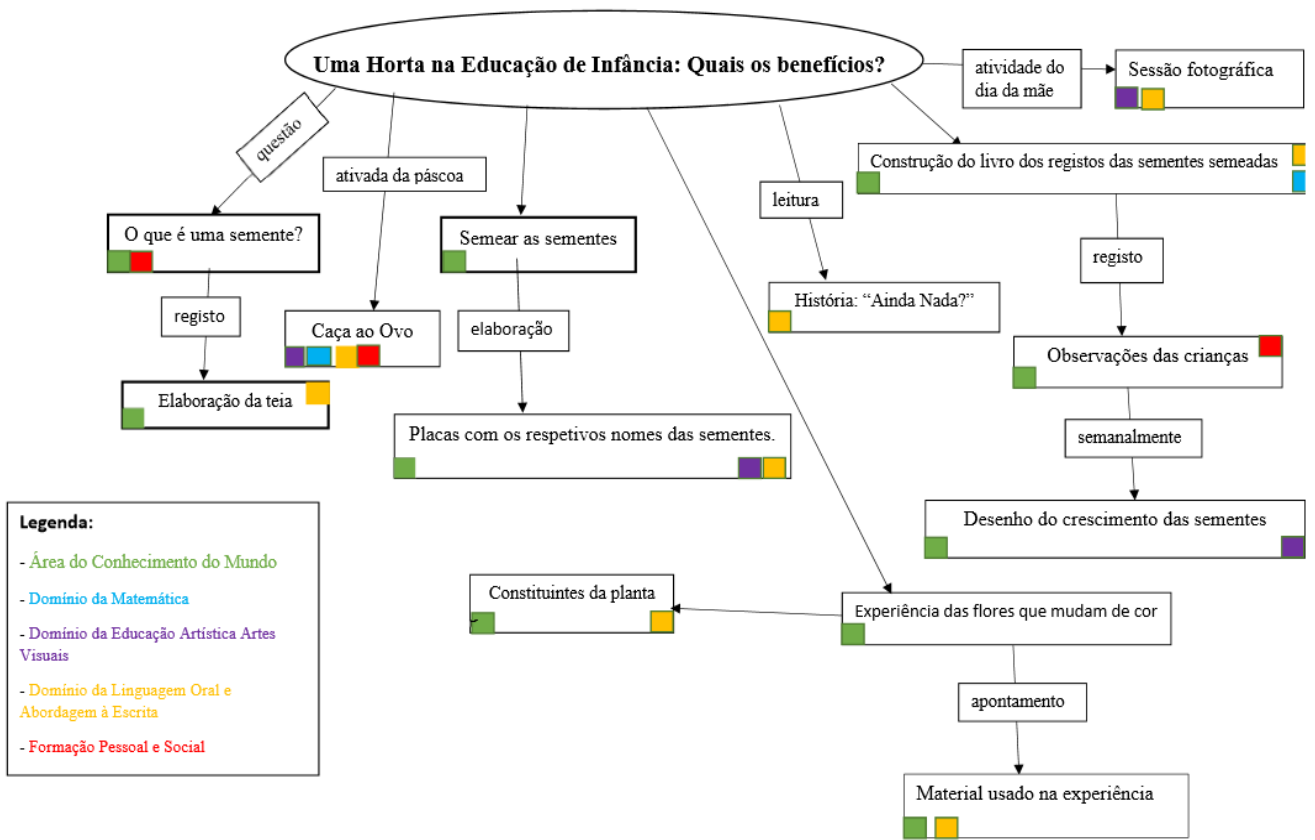 Uma Horta na Educação de Infância: Quais os benefícios?
atividade do
dia da mãe
Sessão fotográfica
questão
ativada da páscoa
leitura
Construção do livro dos registos das sementes semeadas
O que é uma semente?
Semear as sementes
registo
História: “Ainda Nada?”
registo
Caça ao Ovo
elaboração
Observações das crianças
Elaboração da teia
Placas com os respetivos nomes das sementes.
semanalmente
Desenho do crescimento das sementes
Legenda:
- Área do Conhecimento do Mundo
- Domínio da Matemática
- Domínio da Educação Artística Artes
Visuais
- Domínio da Linguagem Oral e
Abordagem à Escrita
- Formação Pessoal e Social
Constituintes da planta
Experiência das flores que mudam de cor
apontamento
Material usado na experiência